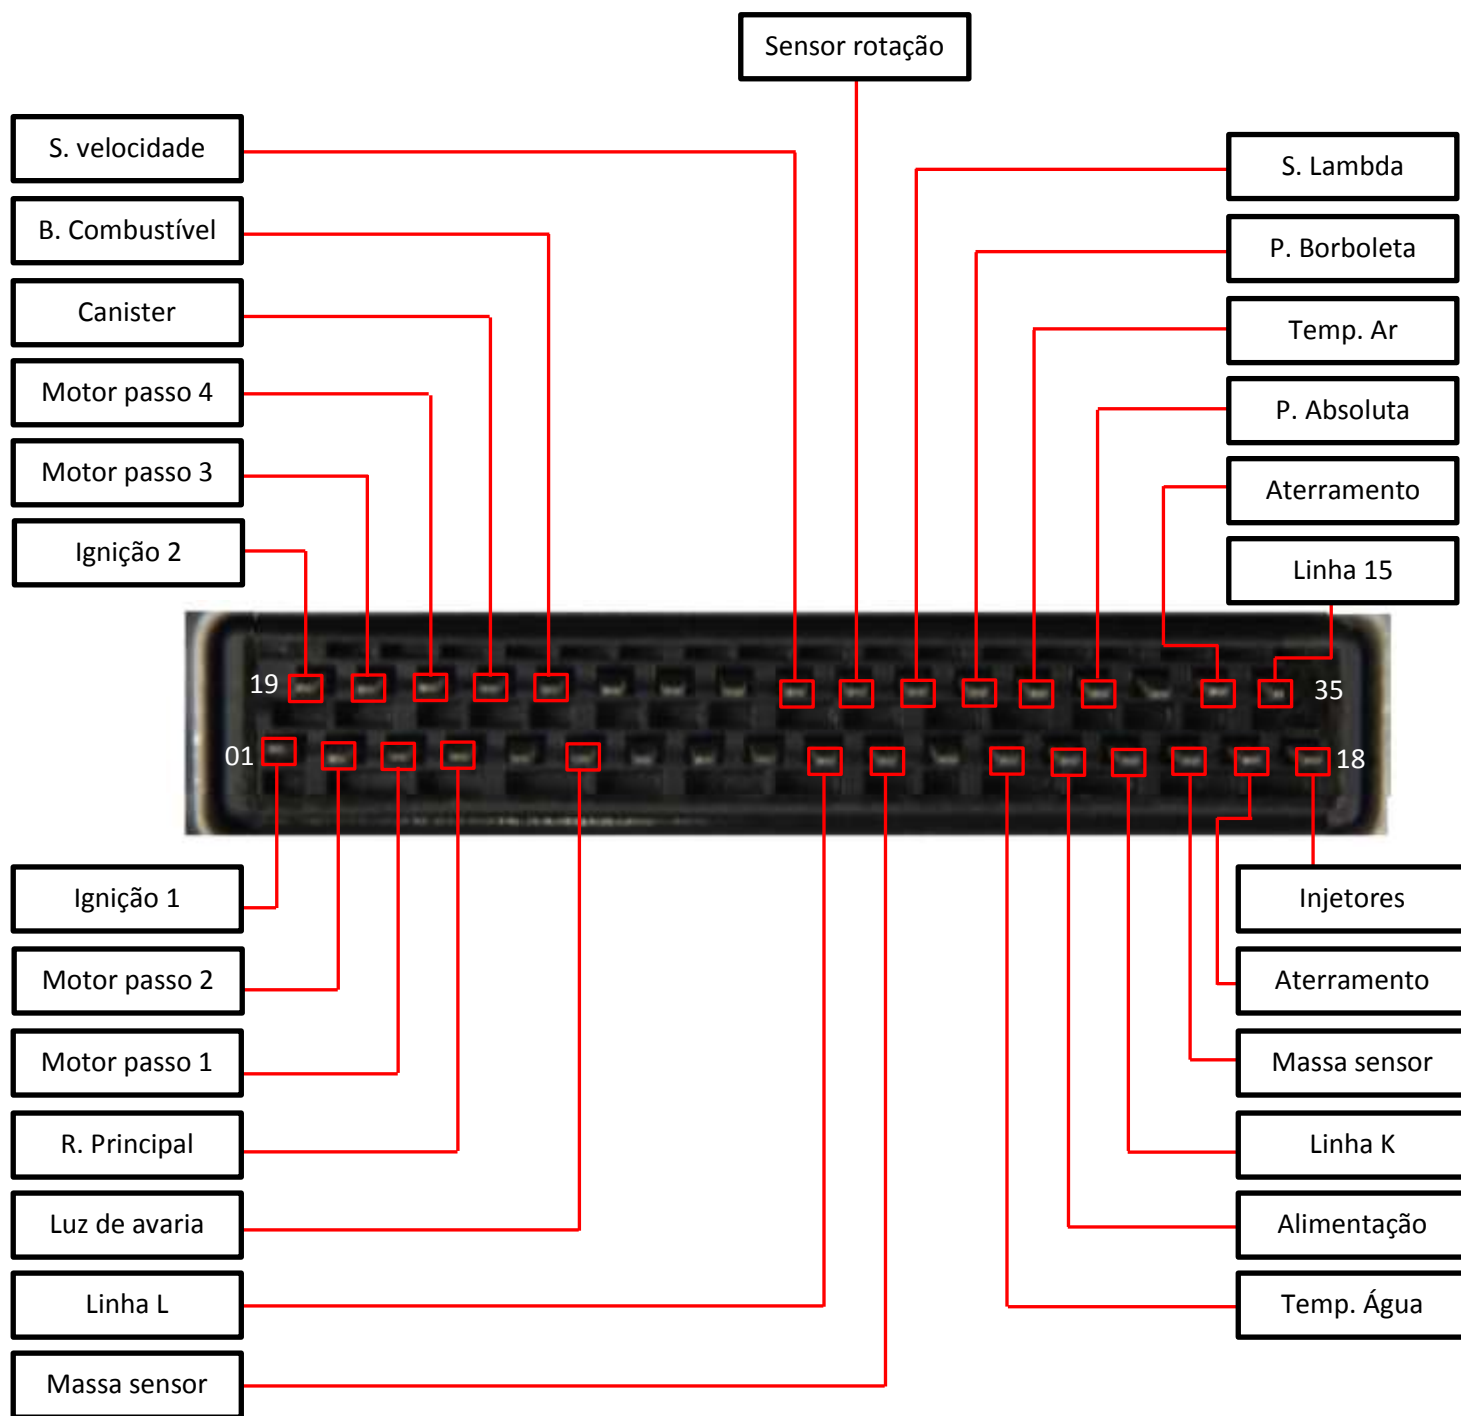 Sensor rotação
S. velocidade
B. Combustível
Canister
Motor passo 4
Motor passo 3
Ignição 2
S. Lambda
P. Borboleta
Temp. Ar
P. Absoluta
Aterramento
Linha 15
19
35
01
18
Ignição 1
Motor passo 2
Motor passo 1
R. Principal
Luz de avaria
Linha L
Massa sensor
Injetores
Aterramento
Massa sensor
Linha K
Alimentação
Temp. Água